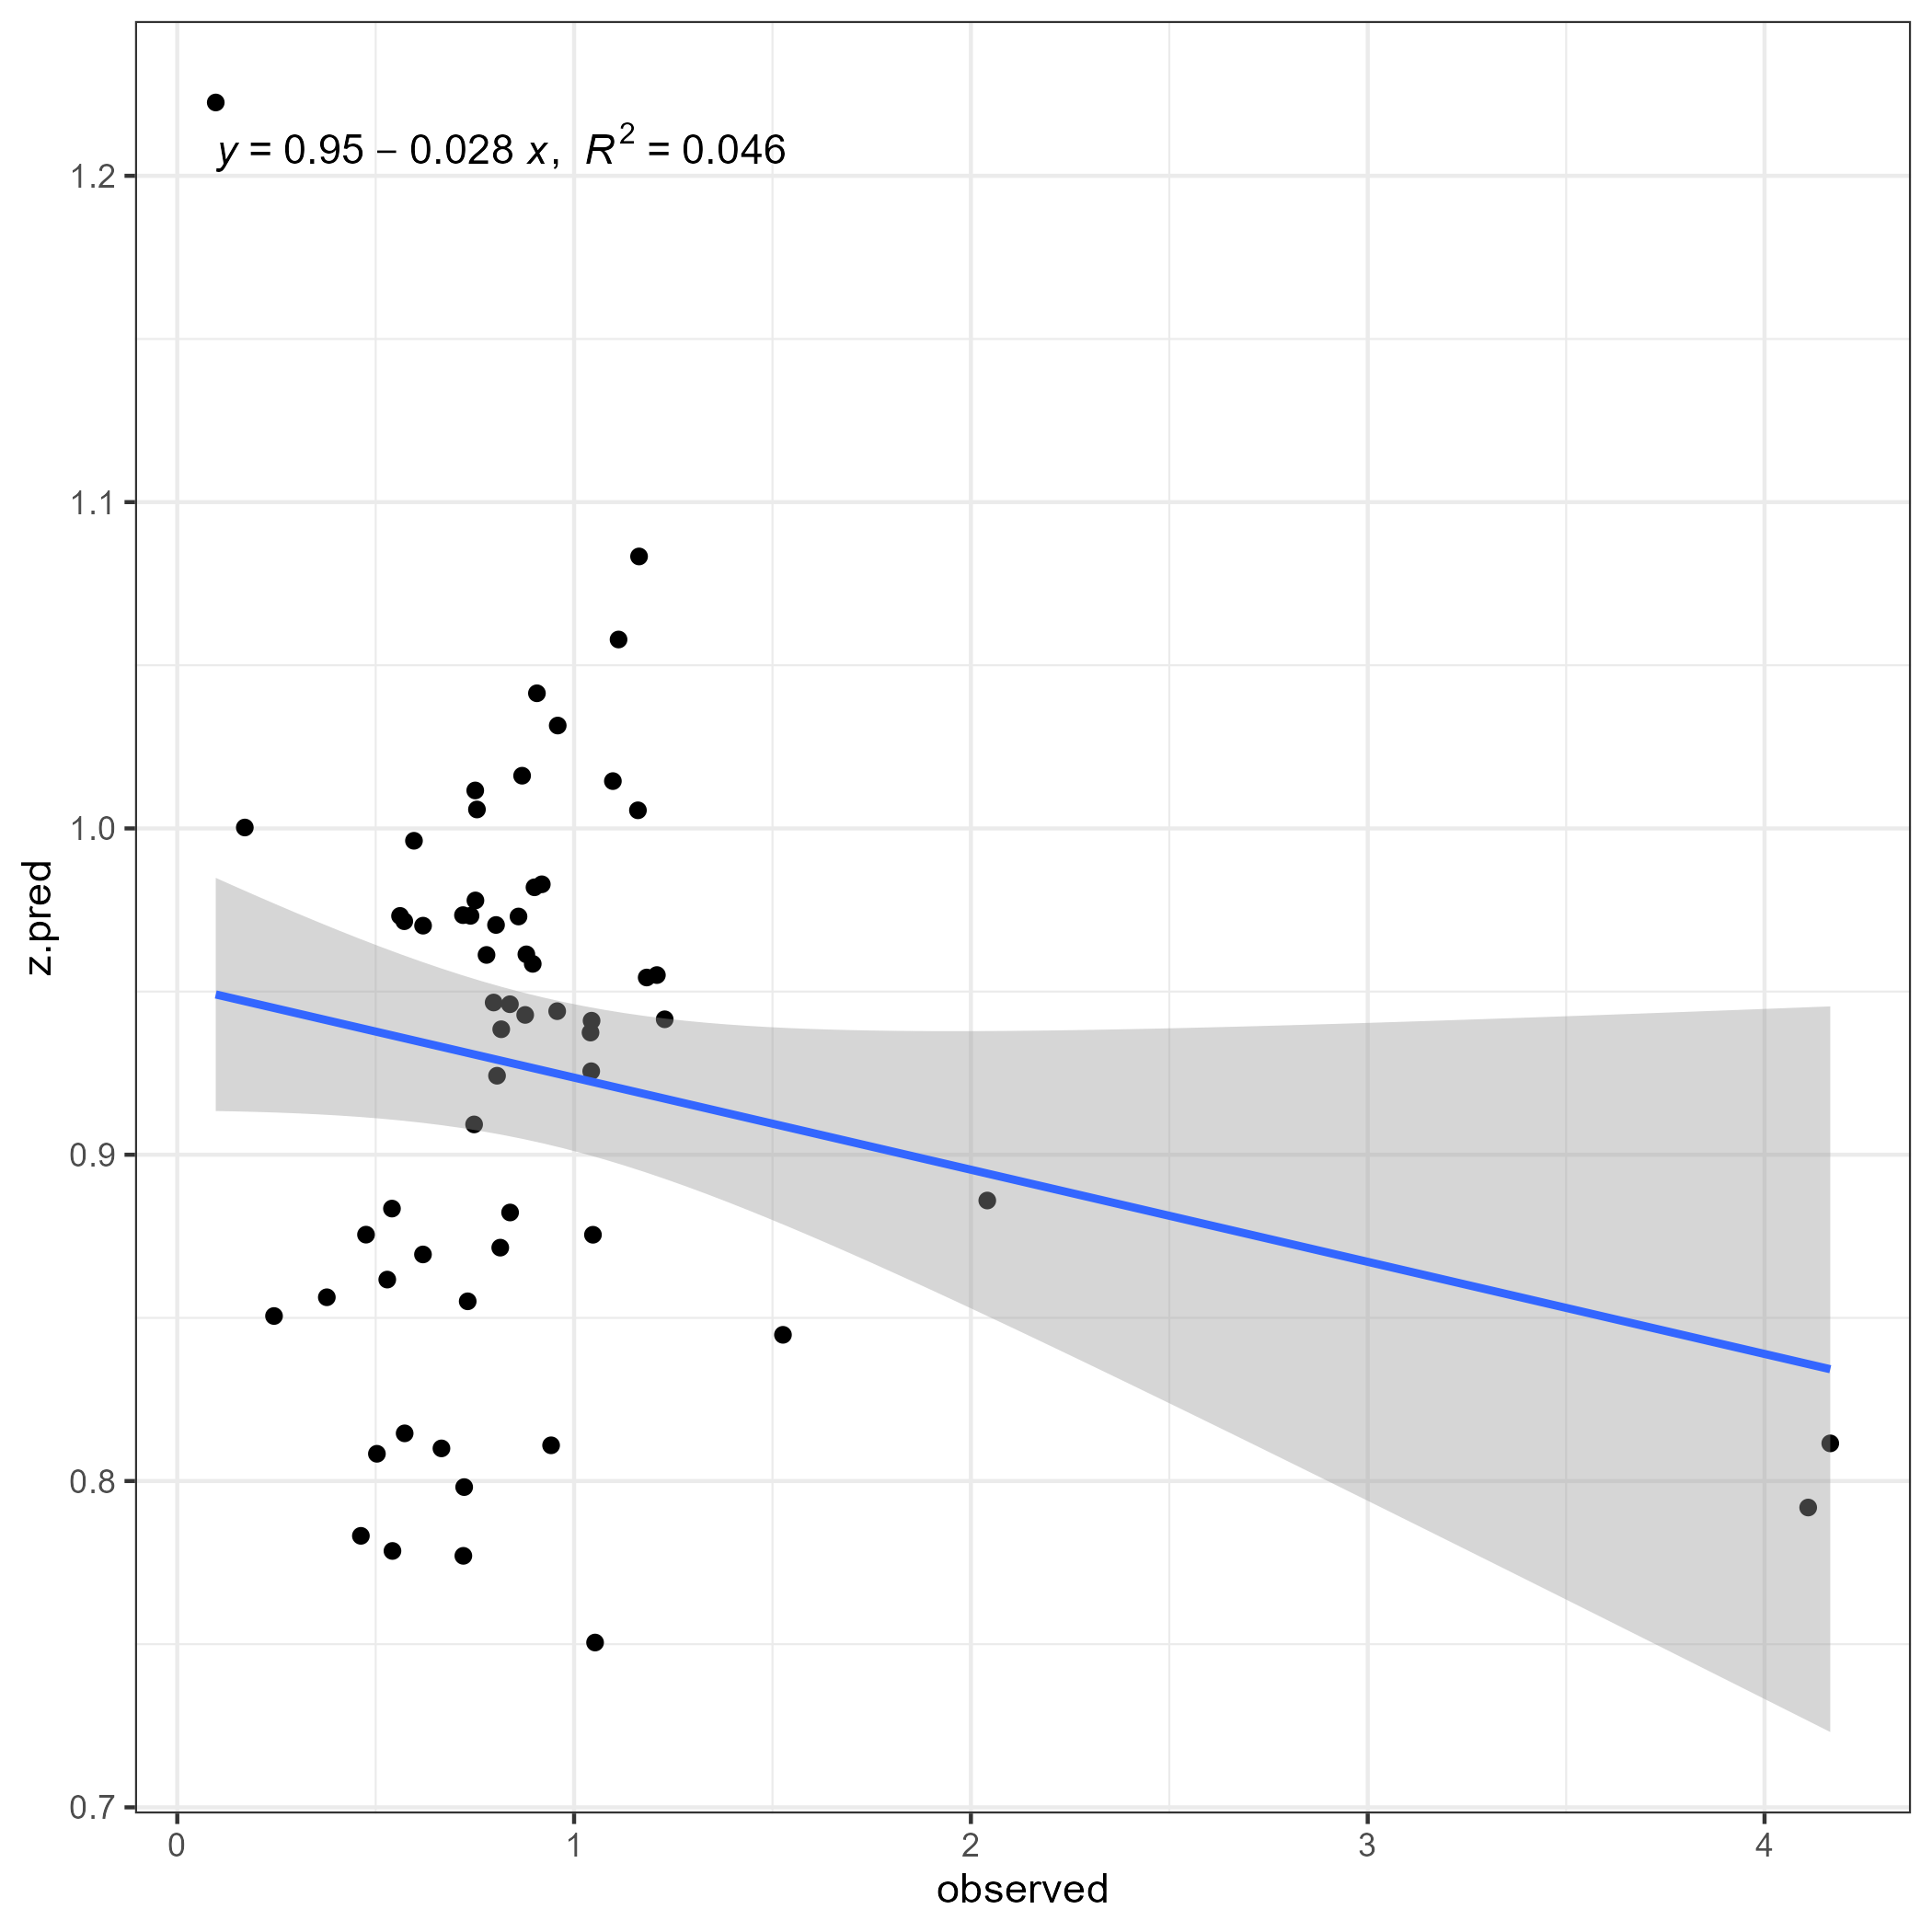 y = 0.95 − 0.028 x, R² = 0.046
1.2
1.1
1.0
0.9
0.8
0.7
z.pred
0 1 2 3 4
observed